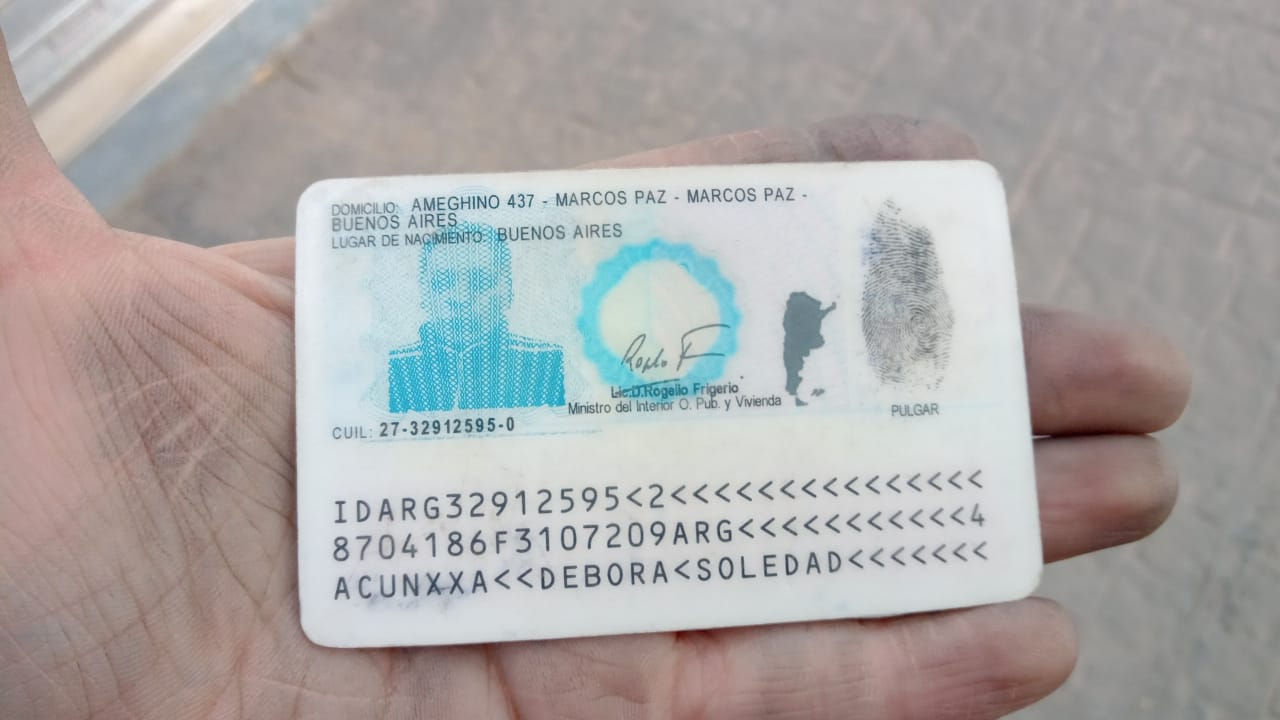 DOMICILIO: AMEGHINO 437 - MARCOS PAZ - MARCOS PAZ -
BUENOS AIRES
LUGAR DE NACIMIENTO: BUENOS AIRES
Lic.D.Rogelio Frigerio
Ministro del Interior O. Pub. y Vivienda
PULGAR
CUIL: 27-32912595-0
IDARG32912595<2<<<<<<<<<<<<<<<
8704186F3107209ARG<<<<<<<<<<<4
ACUNXXA<<DEBORA<SOLEDAD<<<<<<<